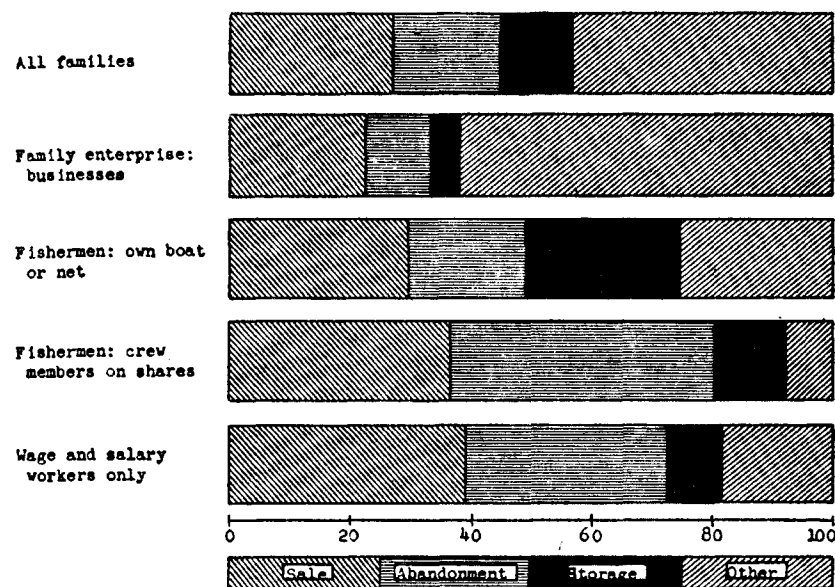 All families
Family enterprise:
businesses
Fishermen: own boat
or net
Fishermen: crew
members on shares
Wage and salary
workers only
0 20 40 60 80 100
Sale Abandonment Storage Other